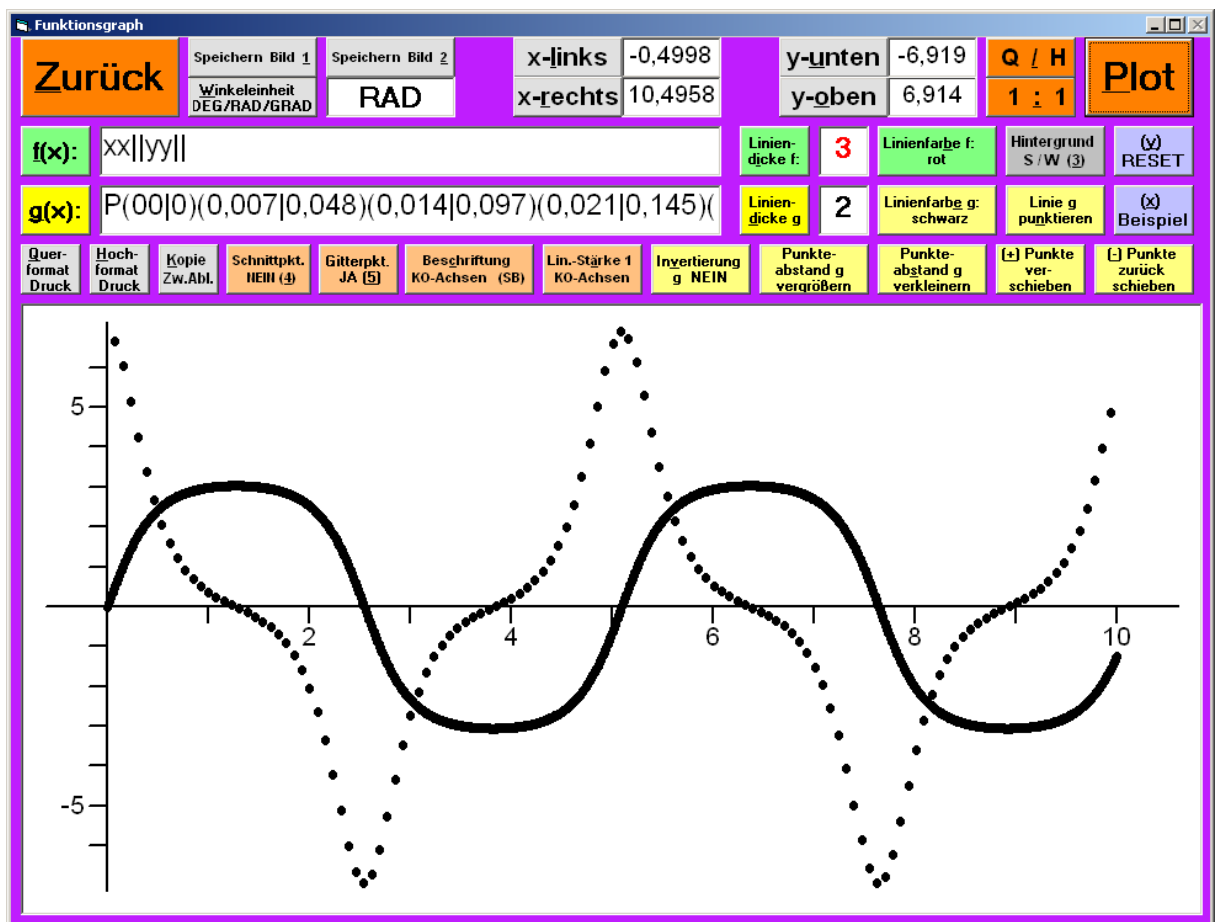 Funktionsgraph
Zurück
Speichern Bild 1
Speichern Bild 2
Winkeleinheit
DEG/RAD/GRAD
RAD
x-links
-0,4998
x-rechts
10,4958
y-unten
-6,919
y-oben
6,914
Q / H
1 : 1
Plot
f(x):
xx||yy||
Linien-
dicke f:
3
Linienfarbe f:
rot
Hintergrund
S / W (3)
(y)
RESET
g(x):
P(00|0)(0,007|0,048)(0,014|0,097)(0,021|0,145)(
Linien-
dicke g
2
Linienfarbe g:
schwarz
Linie g
punktieren
(x)
Beispiel
Quer-
format
Druck
Hoch-
format
Druck
Kopie
Zw.Abl.
Schnittpkt.
NEIN (4)
Gitterpkt.
JA (5)
Beschriftung
KO-Achsen (SB)
Lin.-Stärke 1
KO-Achsen
Invertierung
g NEIN
Punkte-
abstand g
vergrößern
Punkte-
abstand g
verkleinern
(+) Punkte
ver-
schieben
(-) Punkte
zurück
schieben
5
2
4
6
8
10
-5